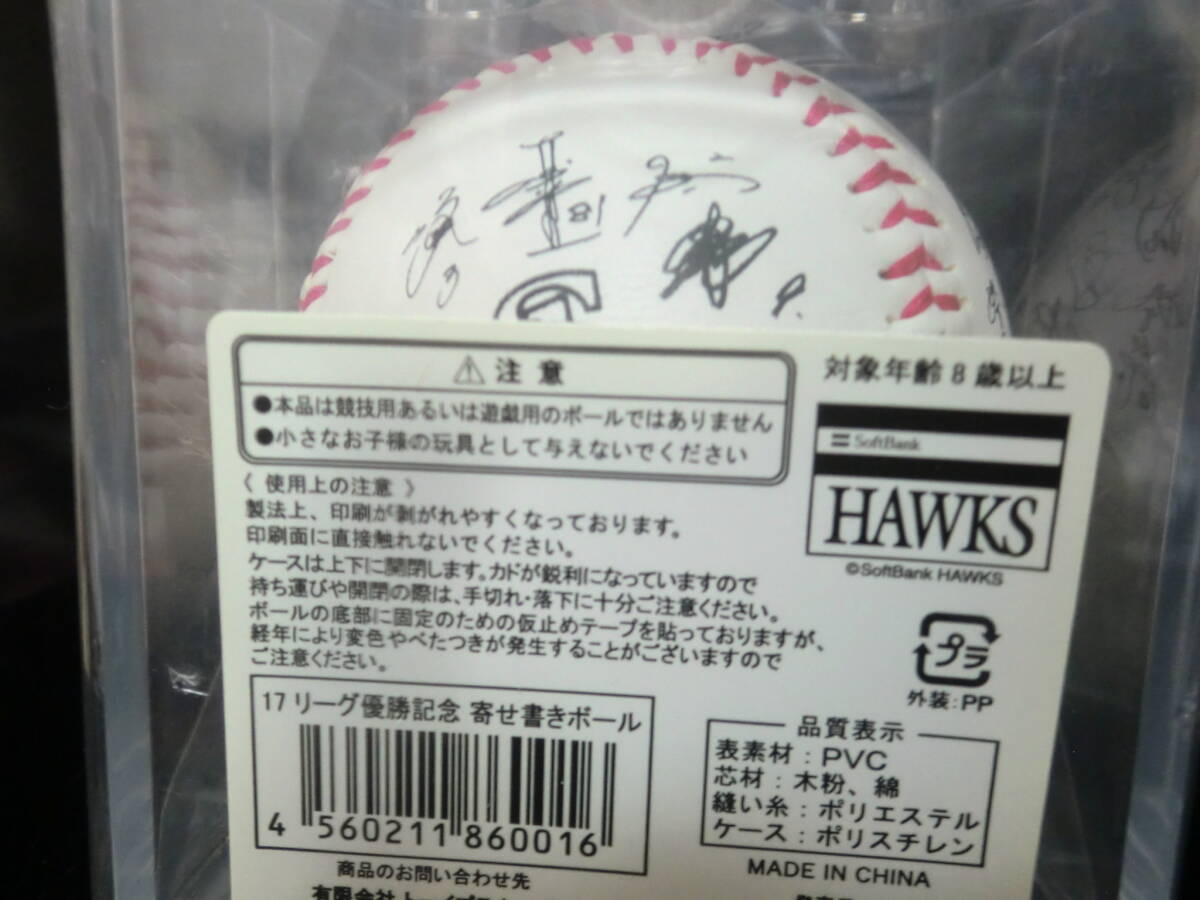 81
9
⚠注意
●本品は競技用あるいは遊戯用のボールではありません
●小さなお子様の玩具として与えないでください
対象年齢8歳以上
SoftBank
HAWKS
©SoftBank HAWKS
《 使用上の注意 》
製法上、印刷が剥がれやすくなっております。
印刷面に直接触れないでください。
ケースは上下に開閉します。カドが鋭利になっていますので
持ち運びや開閉の際は、手切れ・落下に十分ご注意ください。
ボールの底部に固定のための仮止めテープを貼っておりますが、
経年により変色やべたつきが発生することがございますので
ご注意ください。
プラ
外装:PP
17リーグ優勝記念 寄せ書きボール
4 560211 860016
品質表示
表素材:PVC
芯材:木粉、綿
縫い糸:ポリエステル
ケース:ポリスチレン
MADE IN CHINA
商品のお問い合わせ先
有限会社